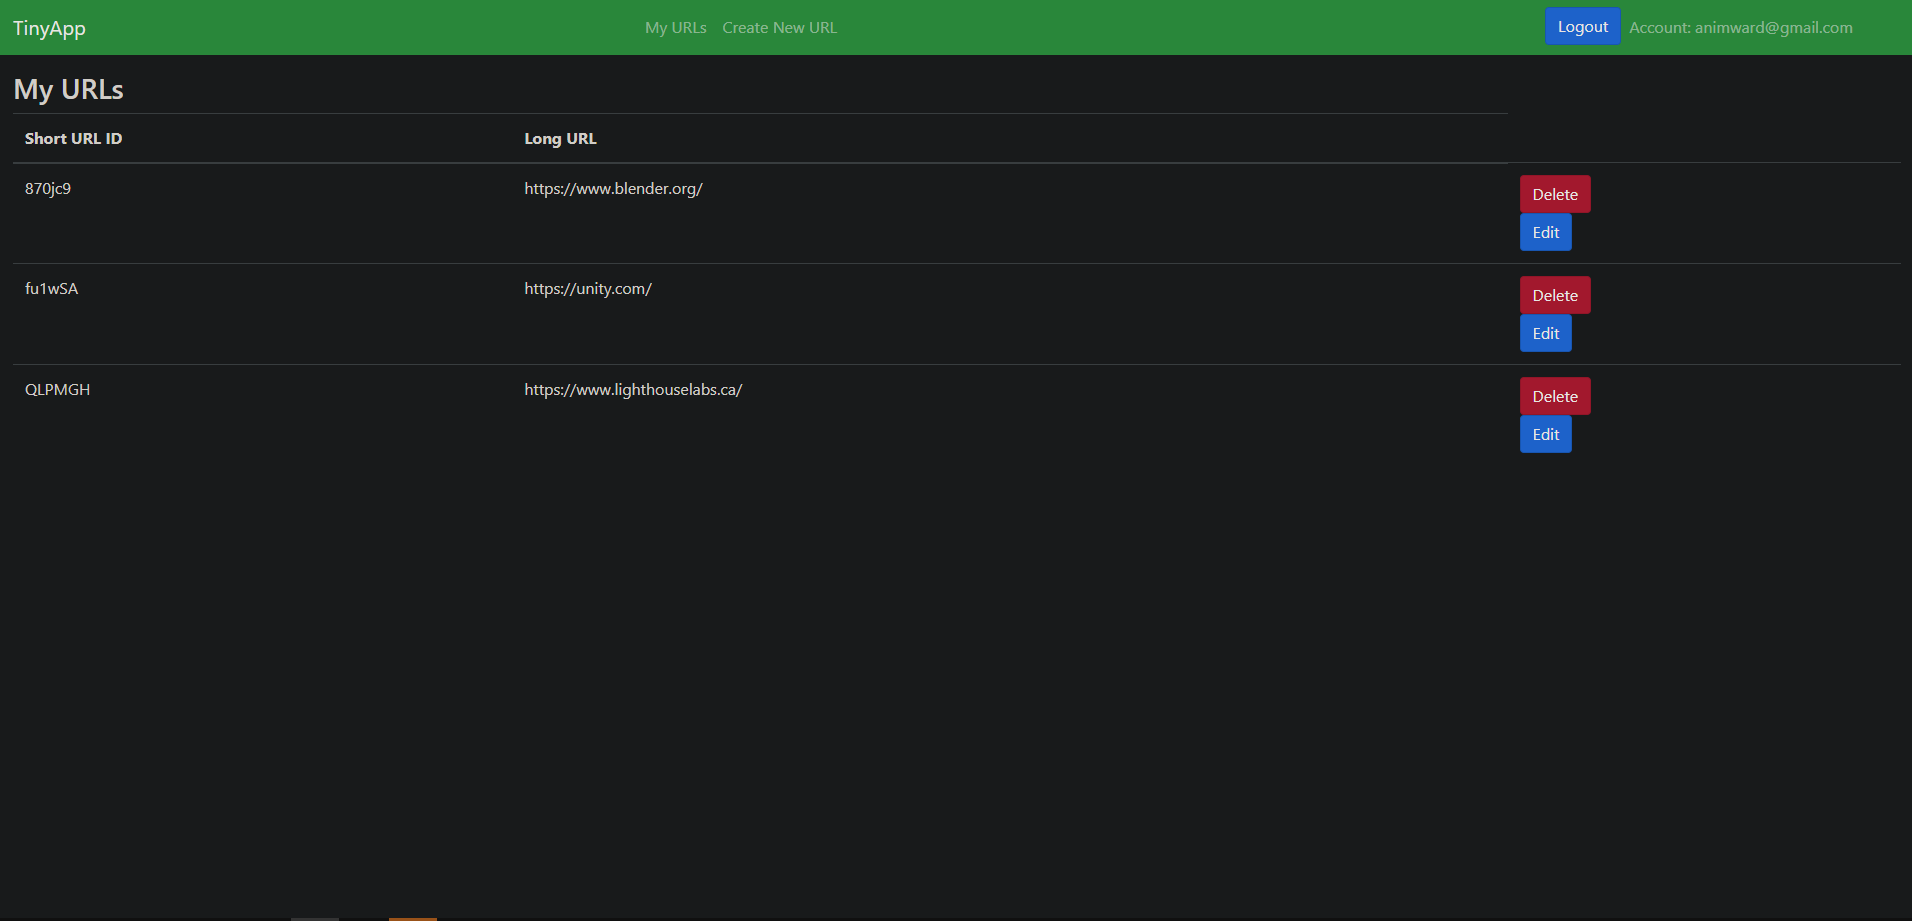 TinyApp My URLs Create New URL Logout Account: animward@gmail.com
My URLs
Short URL ID Long URL
870jc9 https://www.blender.org/ Delete
Edit
fu1wSA https://unity.com/ Delete
Edit
QLPMGH https://www.lighthouselabs.ca/ Delete
Edit